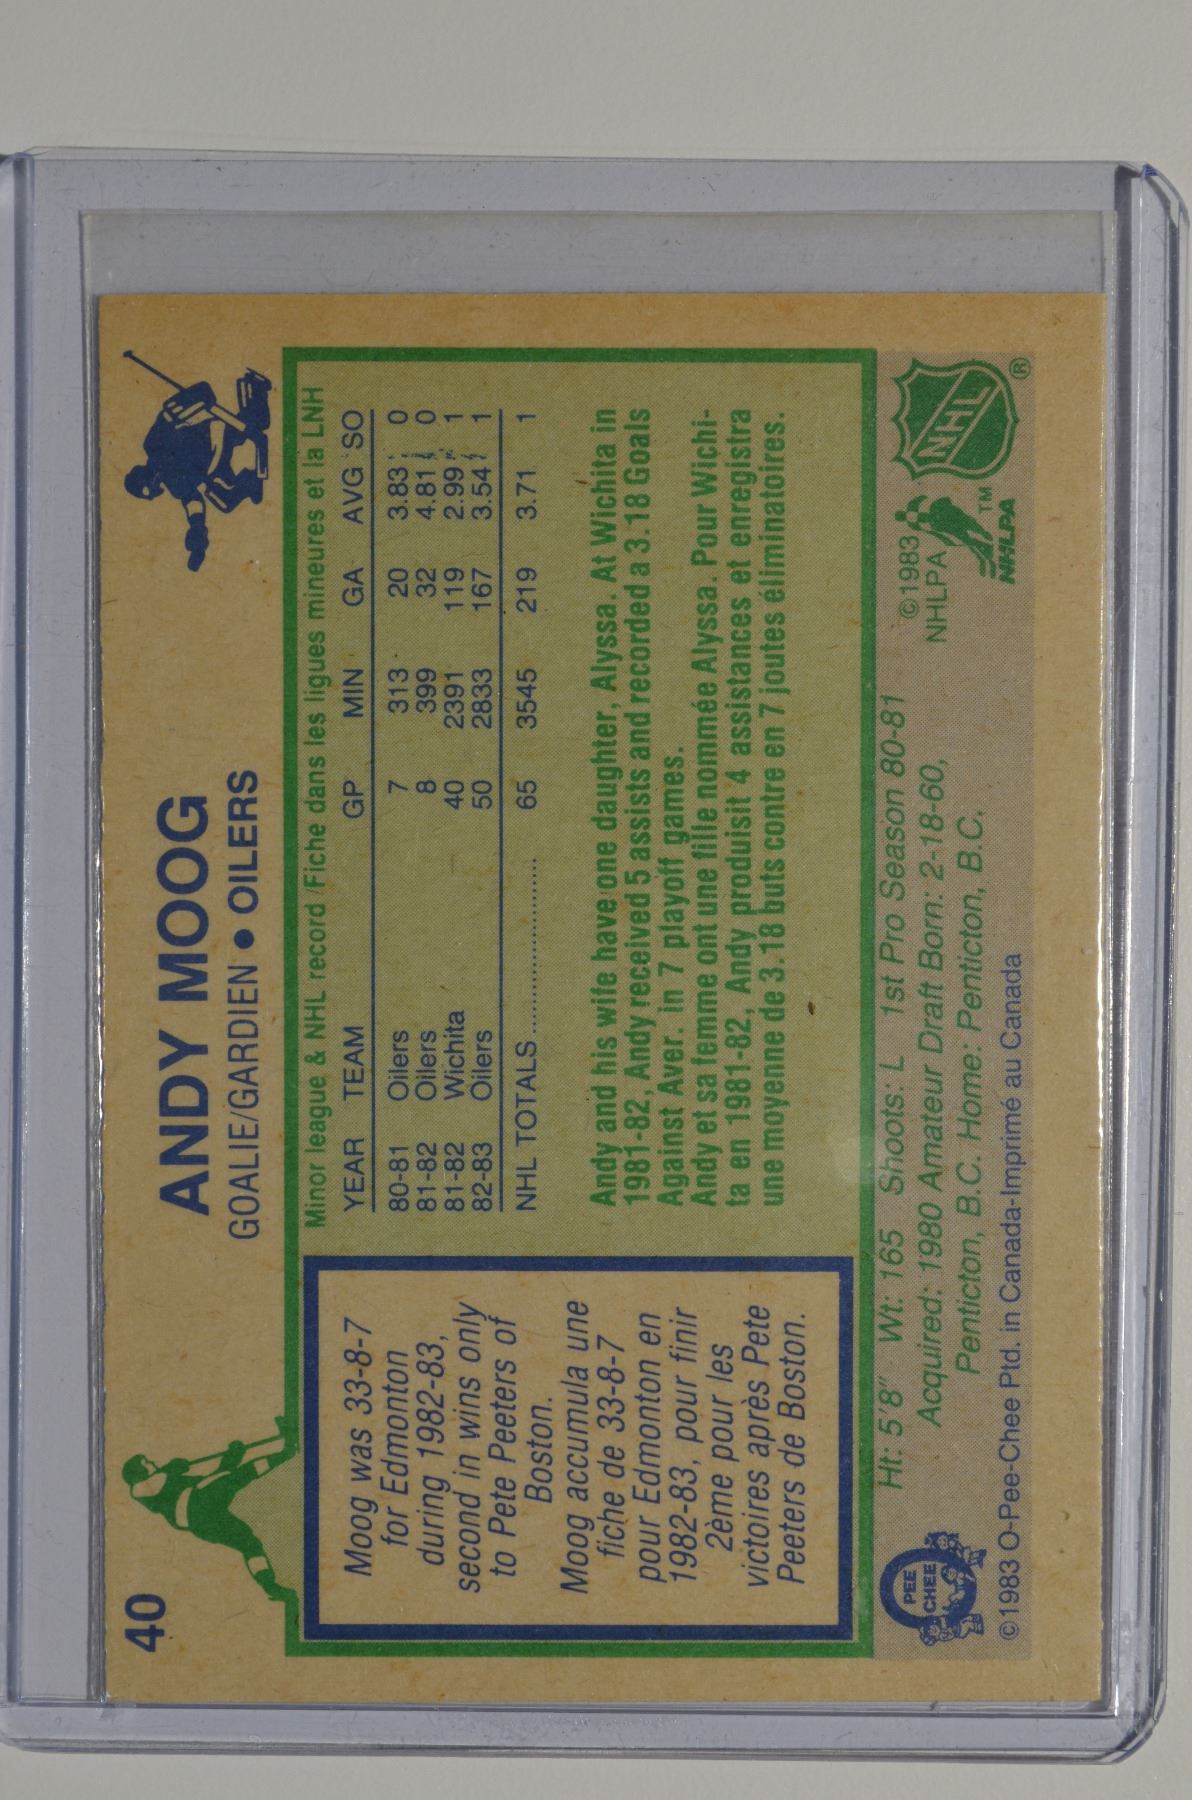 40
ANDY MOOG
GOALIE/GARDIEN • OILERS
Moog was 33-8-7
for Edmonton
during 1982-83,
second in wins only
to Pete Peeters of
Boston.
Moog accumula une
fiche de 33-8-7
pour Edmonton en
1982-83, pour finir
2ème pour les
victoires après Pete
Peeters de Boston.
Minor league & NHL record /Fiche dans les ligues mineures et la LNH
YEAR TEAM GP MIN GA AVG SO
80-81 Oilers 7 313 20 3.83 0
81-82 Oilers 8 399 32 4.81 0
81-82 Wichita 40 2391 119 2.99 1
82-83 Oilers 50 2833 167 3.54 1
NHL TOTALS.................... 65 3545 219 3.71 1
Andy and his wife have one daughter, Alyssa. At Wichita in
1981-82, Andy received 5 assists and recorded a 3.18 Goals
Against Aver. in 7 playoff games.
Andy et sa femme ont une fille nommée Alyssa. Pour Wichi-
ta en 1981-82, Andy produisit 4 assistances et enregistra
une moyenne de 3.18 buts contre en 7 joutes éliminatoires.
PEE
CHEE
Ht: 5'8" Wt: 165 Shoots: L 1st Pro Season 80-81
Acquired: 1980 Amateur Draft Born: 2-18-60,
Penticton, B.C. Home: Penticton, B.C.
©1983 O-Pee-Chee Ptd. in Canada-Imprimé au Canada
©1983
NHLPA
TM
NHLPA
NHL
®